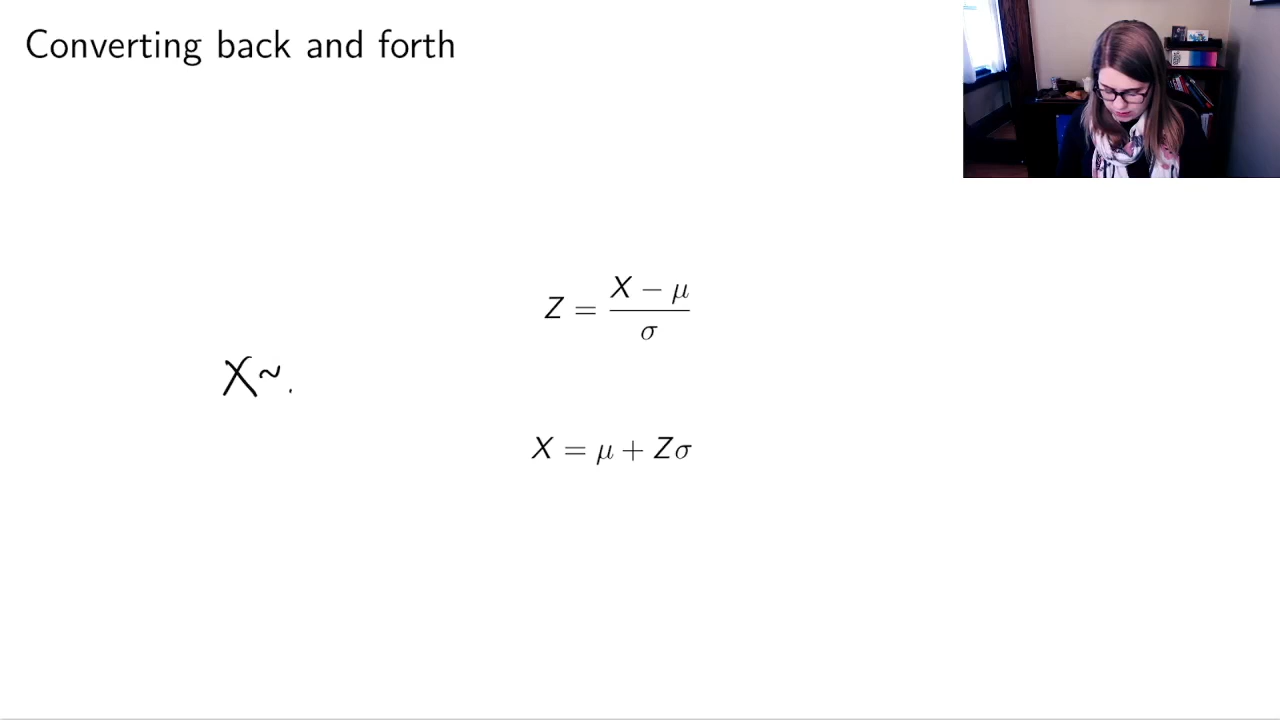 Converting back and forth
Z = X − μ / σ
X ~ .
X = μ + Zσ